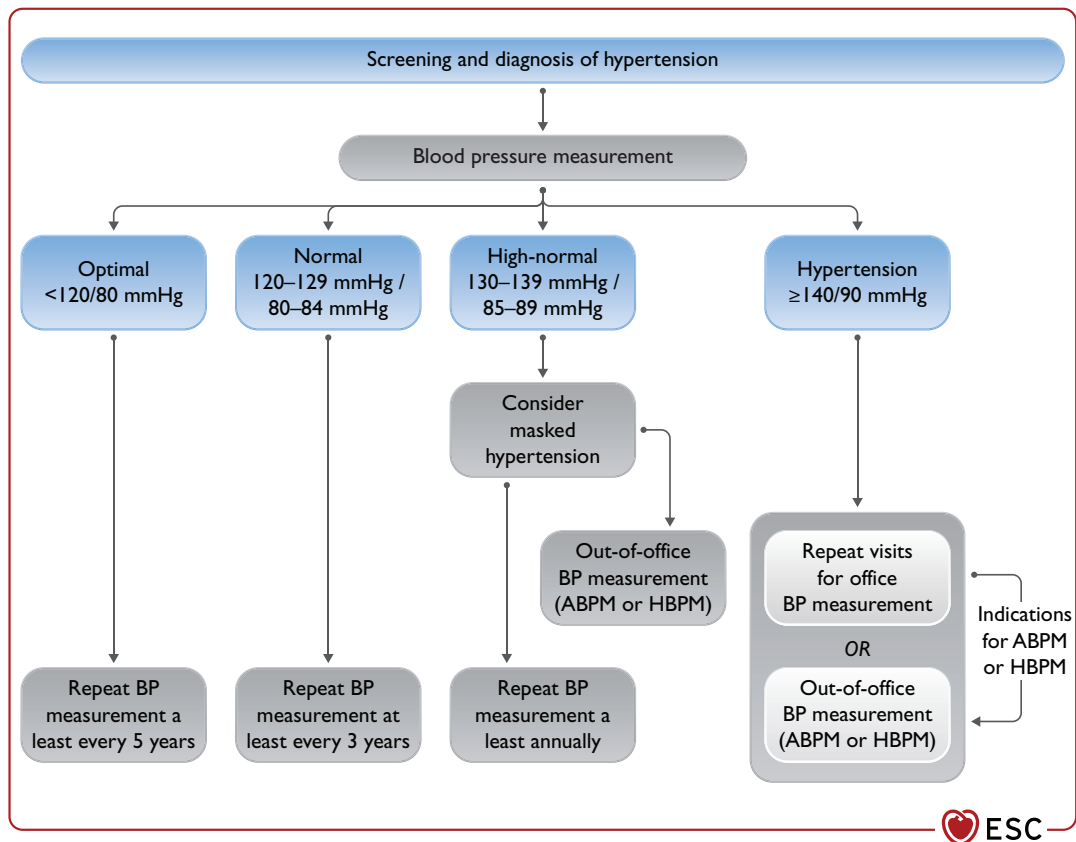 Screening and diagnosis of hypertension
Blood pressure measurement
Optimal
<120/80 mmHg
Normal
120–129 mmHg /
80–84 mmHg
High-normal
130–139 mmHg /
85–89 mmHg
Hypertension
≥140/90 mmHg
Consider
masked
hypertension
Out-of-office
BP measurement
(ABPM or HBPM)
Repeat visits
for office
BP measurement
OR
Out-of-office
BP measurement
(ABPM or HBPM)
Indications
for ABPM
or HBPM
Repeat BP
measurement a
least every 5 years
Repeat BP
measurement at
least every 3 years
Repeat BP
measurement a
least annually
ESC